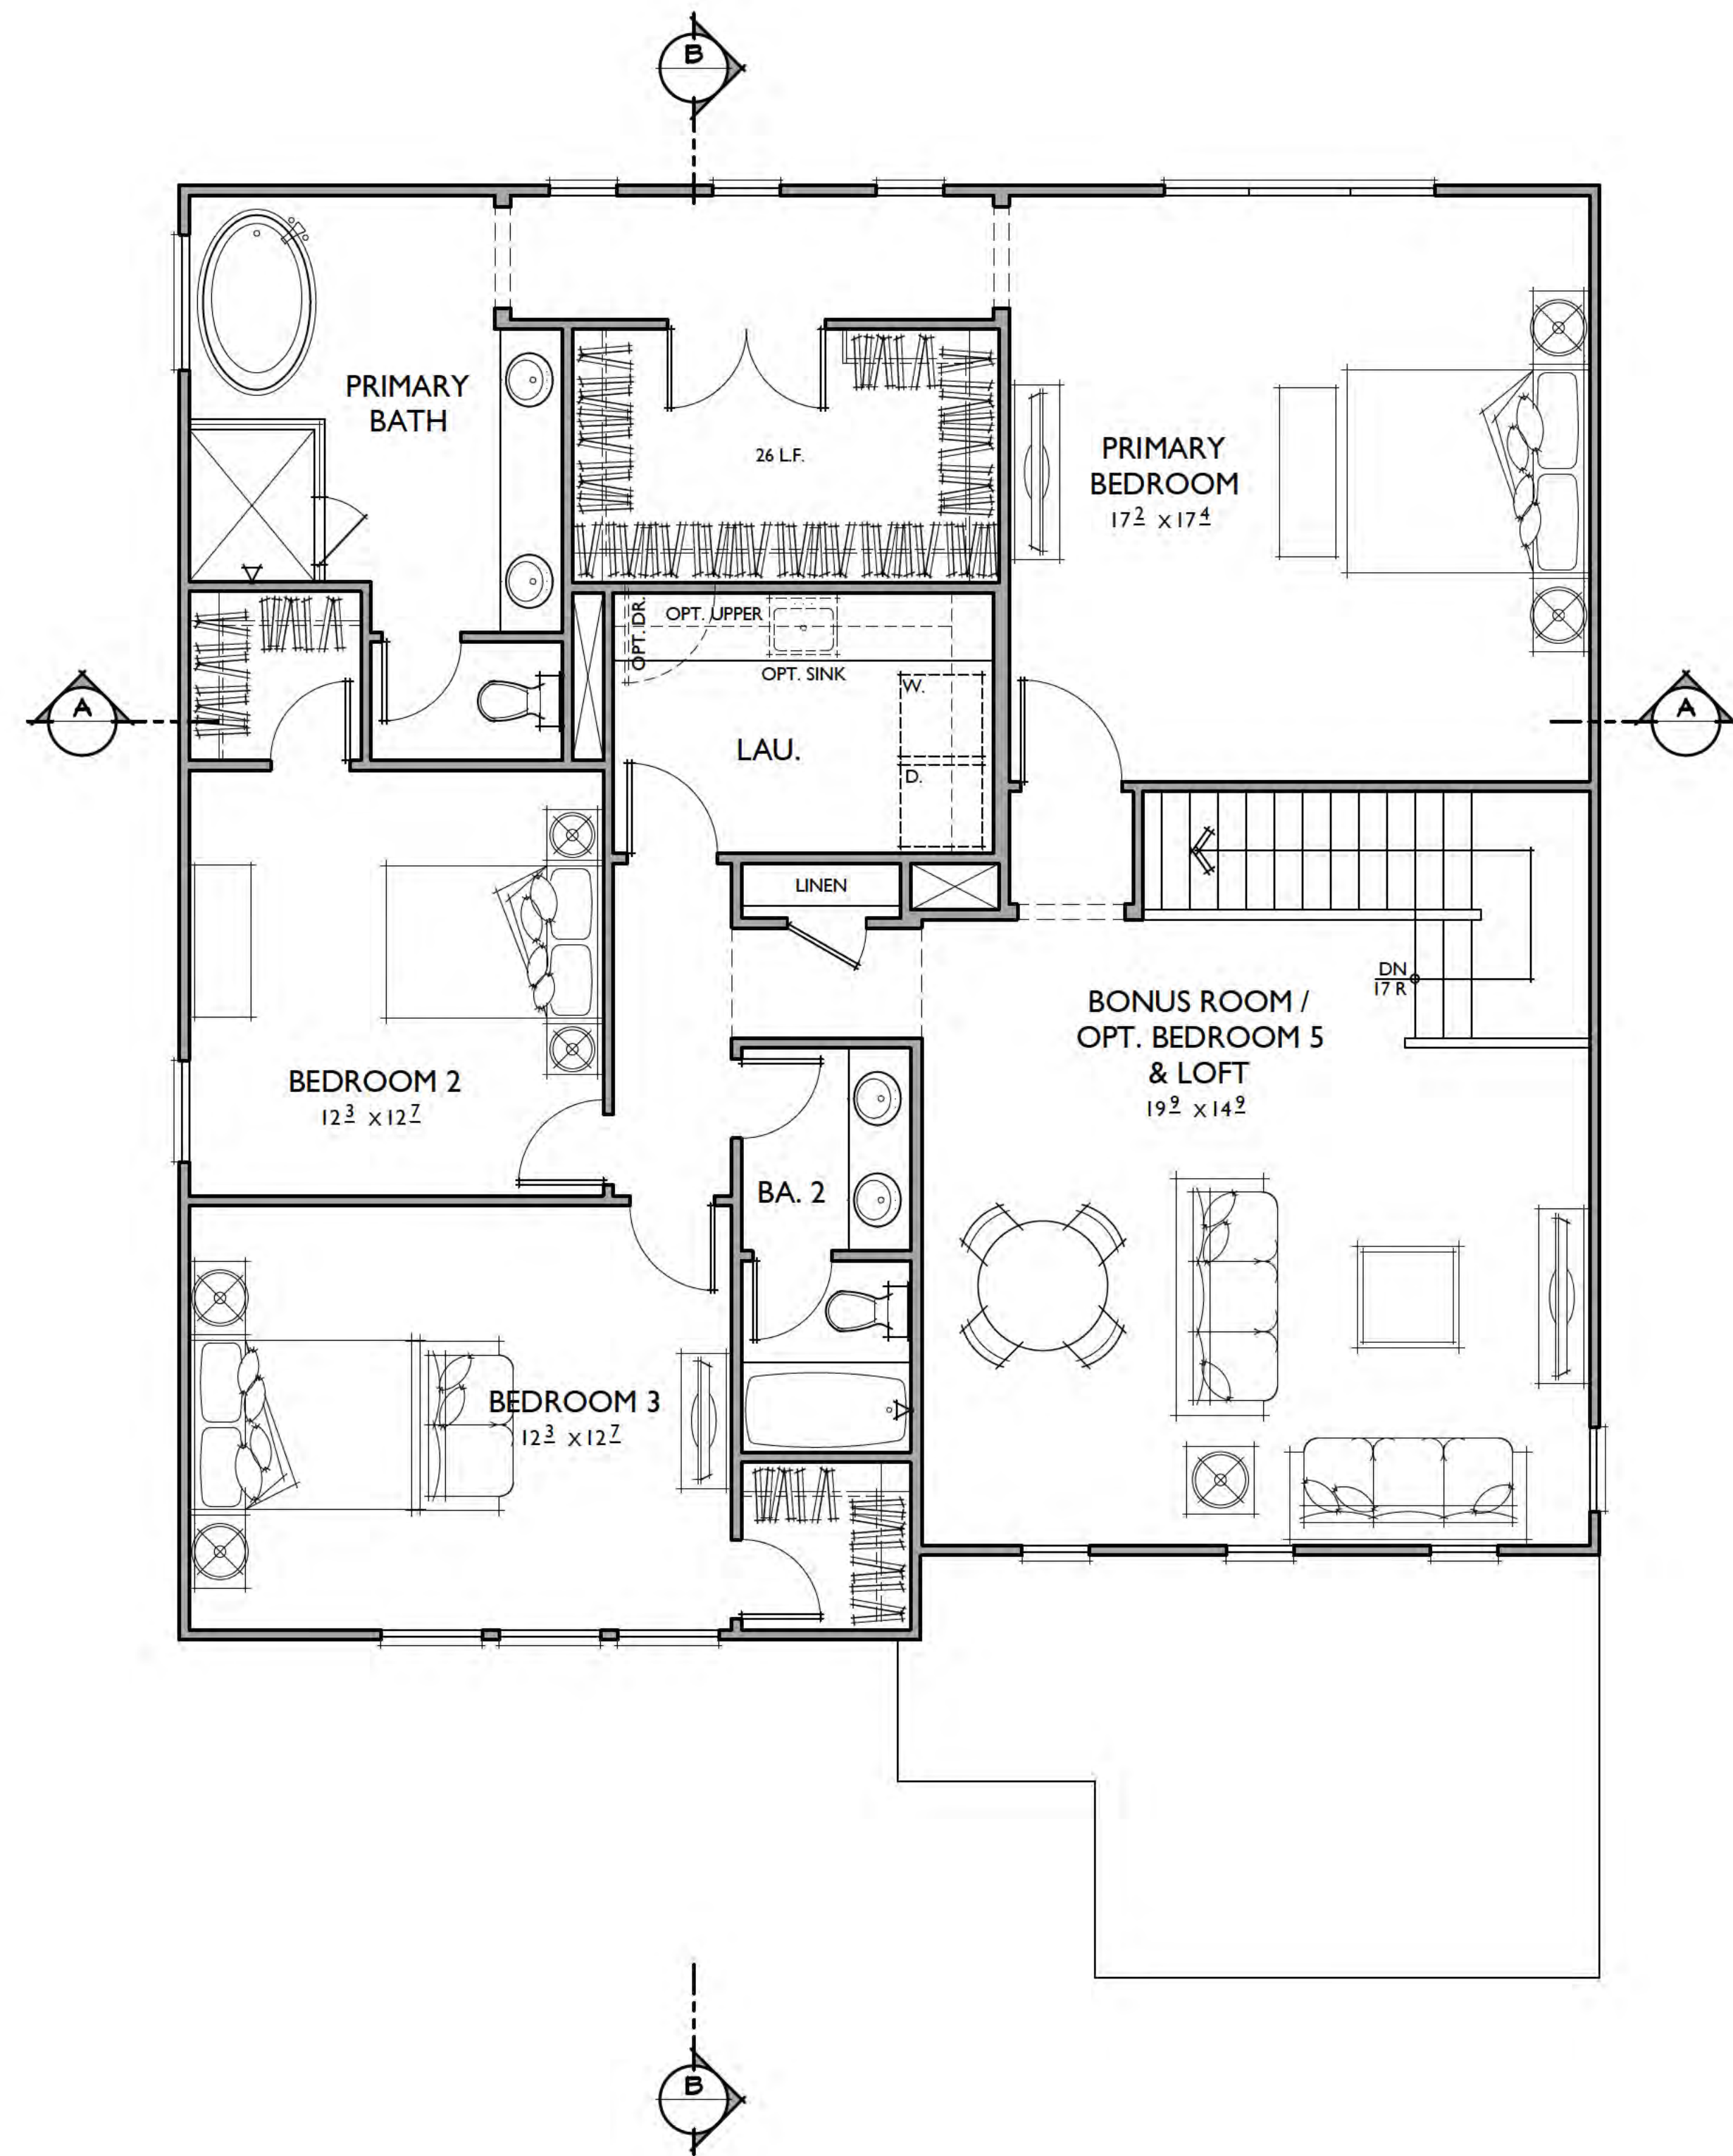 B
PRIMARY
BATH
26 L.F.
PRIMARY
BEDROOM
17 2 X 17 4
OPT. DR.
OPT. UPPER
OPT. SINK
W.
A
A
LAU.
D.
LINEN
DN
17 R
BONUS ROOM /
OPT. BEDROOM 5
& LOFT
19 9 X 14 9
BEDROOM 2
12 3 X 12 7
BA. 2
BEDROOM 3
12 3 X 12 7
B